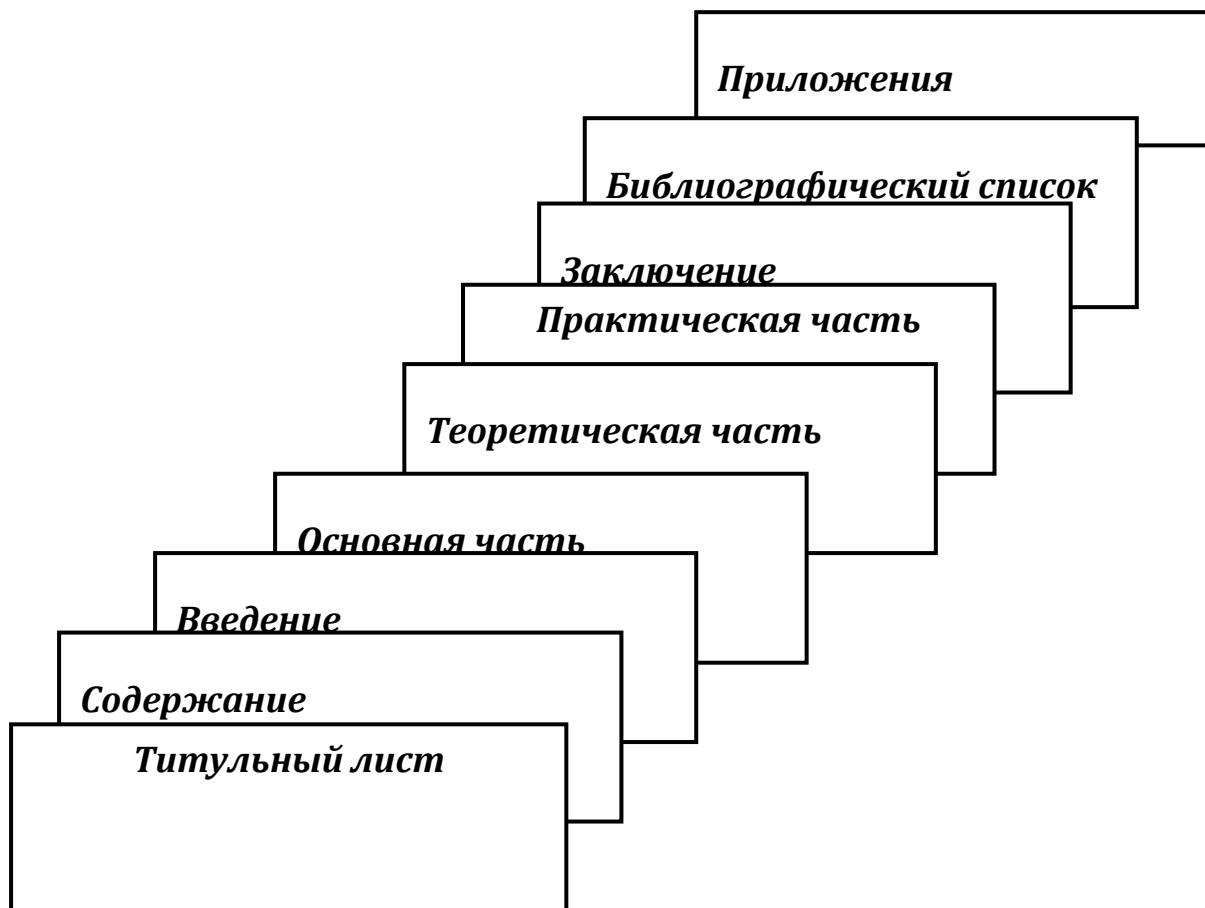 Приложения
Библиографический список
Заключение
Практическая часть
Теоретическая часть
Основная часть
Введение
Содержание
Титульный лист